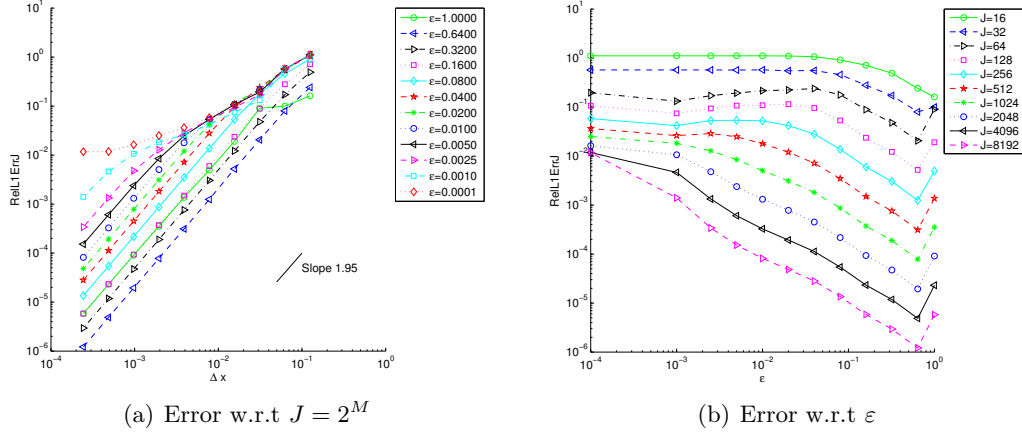 RelL1ErrJ
10^1
10^0
10^-1
10^-2
10^-3
10^-4
10^-5
10^-6
10^-4
10^-3
10^-2
10^-1
10^0
Δ x
Slope 1.95
ε=1.0000
ε=0.6400
ε=0.3200
ε=0.1600
ε=0.0800
ε=0.0400
ε=0.0200
ε=0.0100
ε=0.0050
ε=0.0025
ε=0.0010
ε=0.0001
(a) Error w.r.t J = 2^M
RelL1ErrJ
10^1
10^0
10^-1
10^-2
10^-3
10^-4
10^-5
10^-6
10^-4
10^-3
10^-2
10^-1
10^0
ε
J=16
J=32
J=64
J=128
J=256
J=512
J=1024
J=2048
J=4096
J=8192
(b) Error w.r.t ε